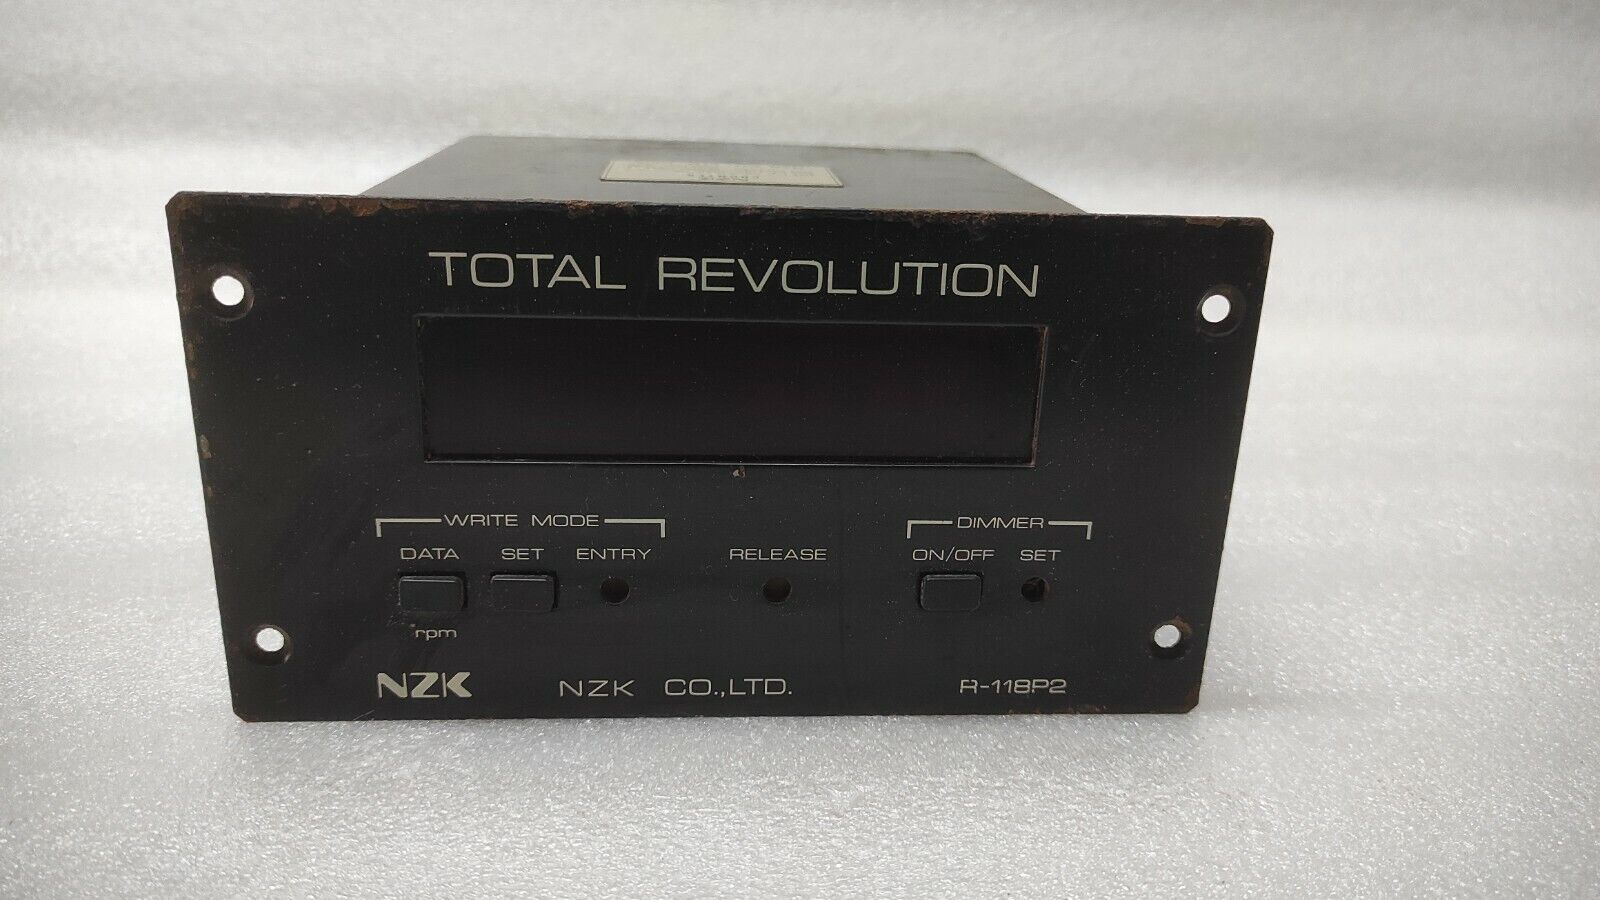 TOTAL REVOLUTION
WRITE MODE
DIMMER
DATA SET ENTRY RELEASE ON/OFF SET
rpm
NZK NZK CO.,LTD. R-118P2